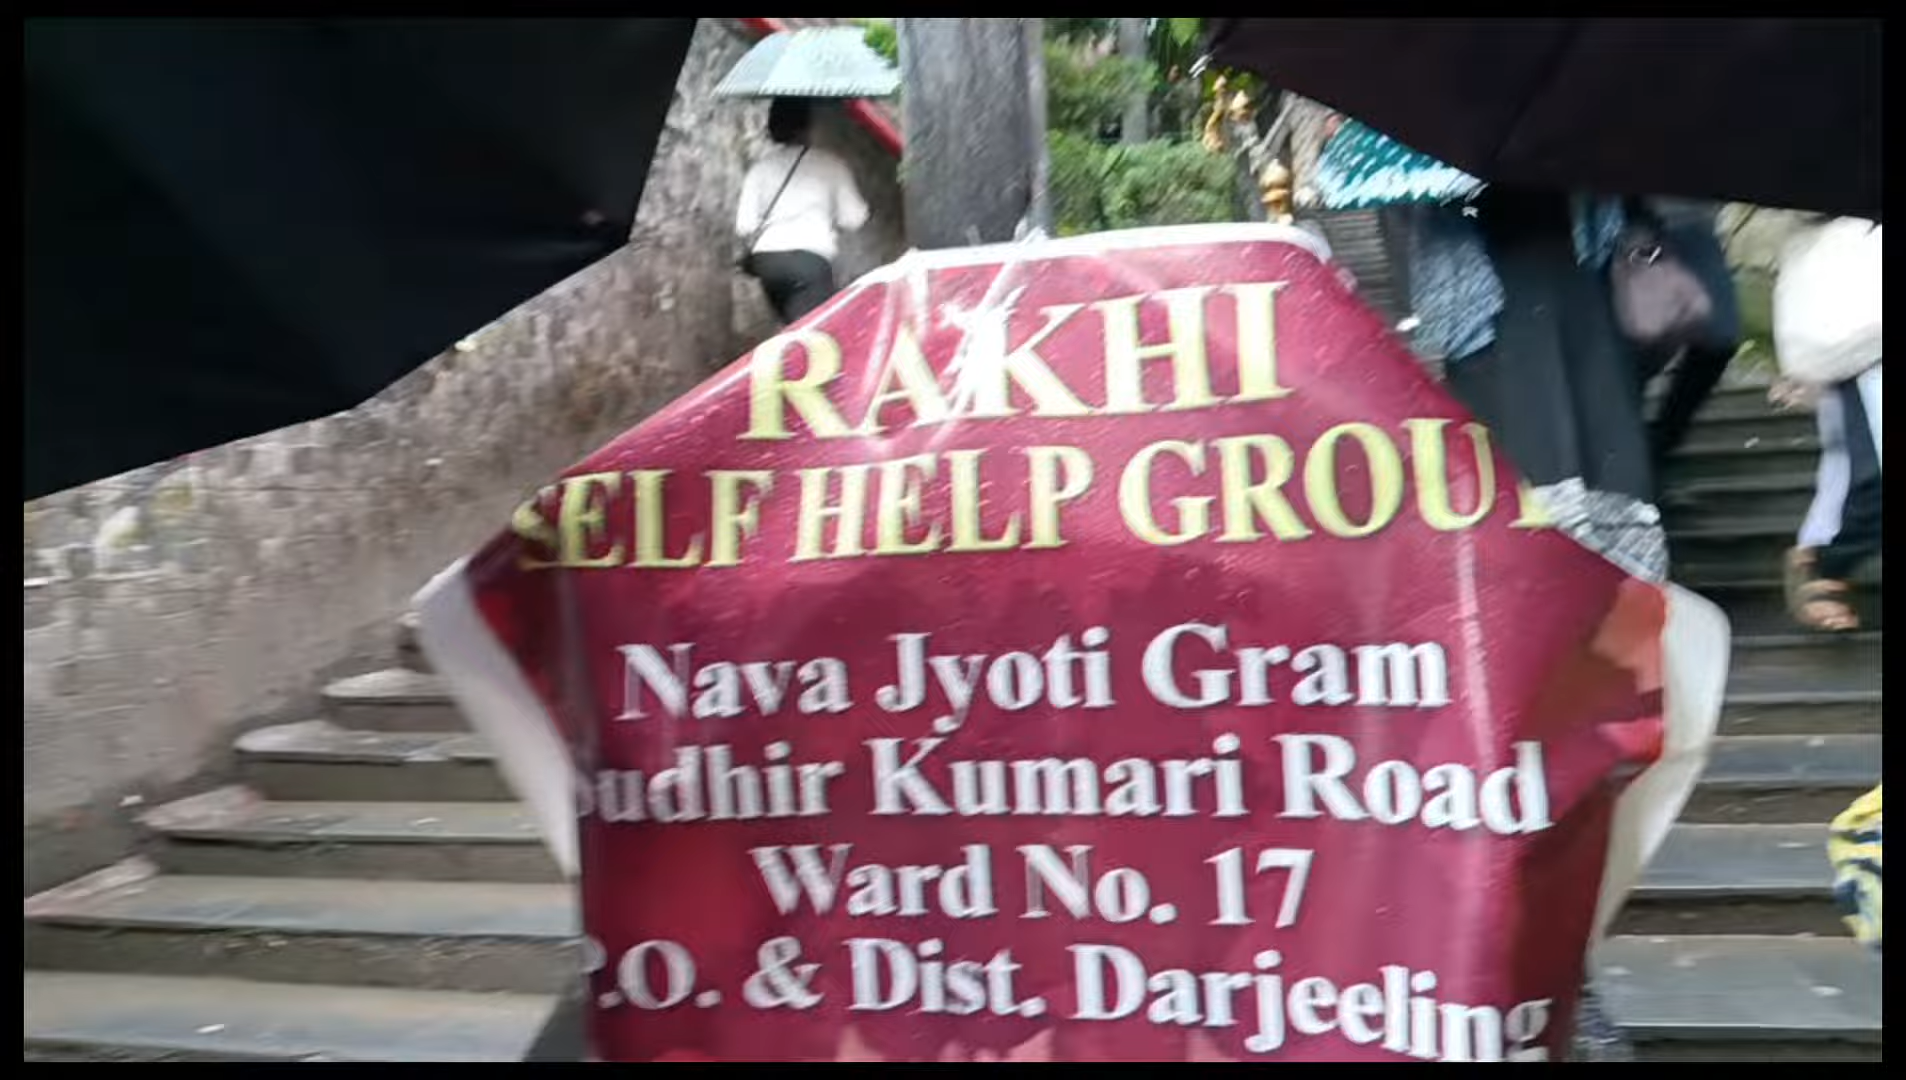 RAKHI
SELF HELP GROUP
Nava Jyoti Gram
Sudhir Kumari Road
Ward No. 17
P.O. & Dist. Darjeeling